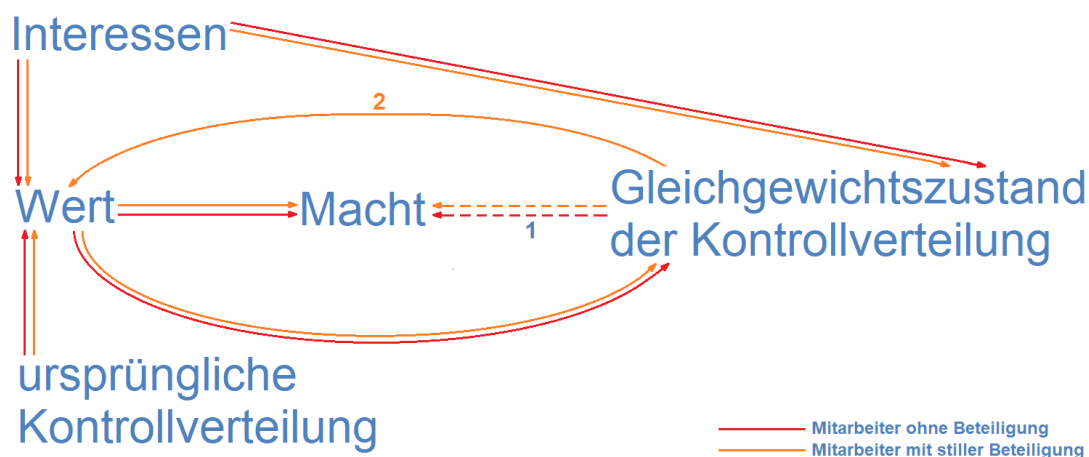 Interessen
2
Wert
Macht
1
Gleichgewichtszustand
der Kontrollverteilung
ursprüngliche
Kontrollverteilung
Mitarbeiter ohne Beteiligung
Mitarbeiter mit stiller Beteiligung